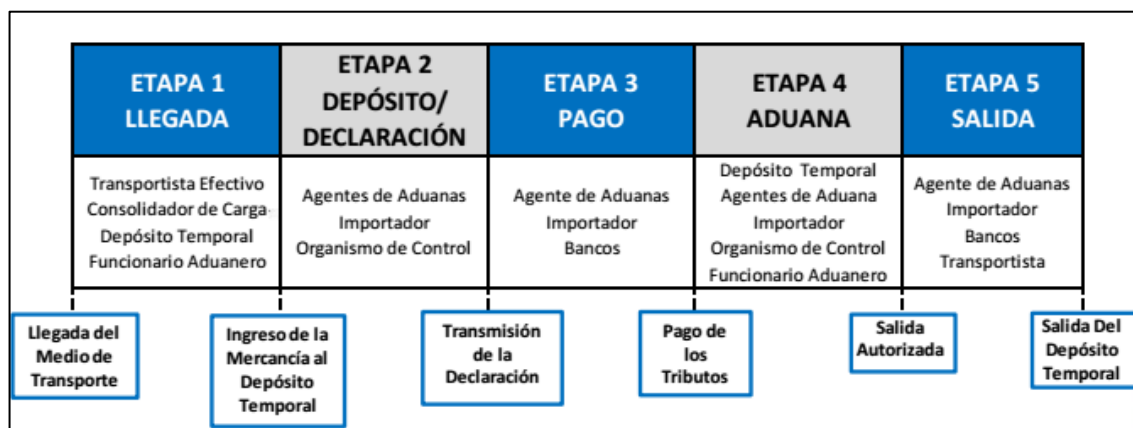 ETAPA 1
LLEGADA
ETAPA 2
DEPÓSITO/
DECLARACIÓN
ETAPA 3
PAGO
ETAPA 4
ADUANA
ETAPA 5
SALIDA
Transportista Efectivo
Consolidador de Carga
Depósito Temporal
Funcionario Aduanero
Agentes de Aduanas
Importador
Organismo de Control
Agente de Aduanas
Importador
Bancos
Depósito Temporal
Agentes de Aduana
Importador
Organismo de Control
Funcionario Aduanero
Agente de Aduanas
Importador
Bancos
Transportista
Llegada del
Medio de
Transporte
Ingreso de la
Mercancía al
Depósito
Temporal
Transmisión
de la
Declaración
Pago de
los
Tributos
Salida
Autorizada
Salida Del
Depósito
Temporal